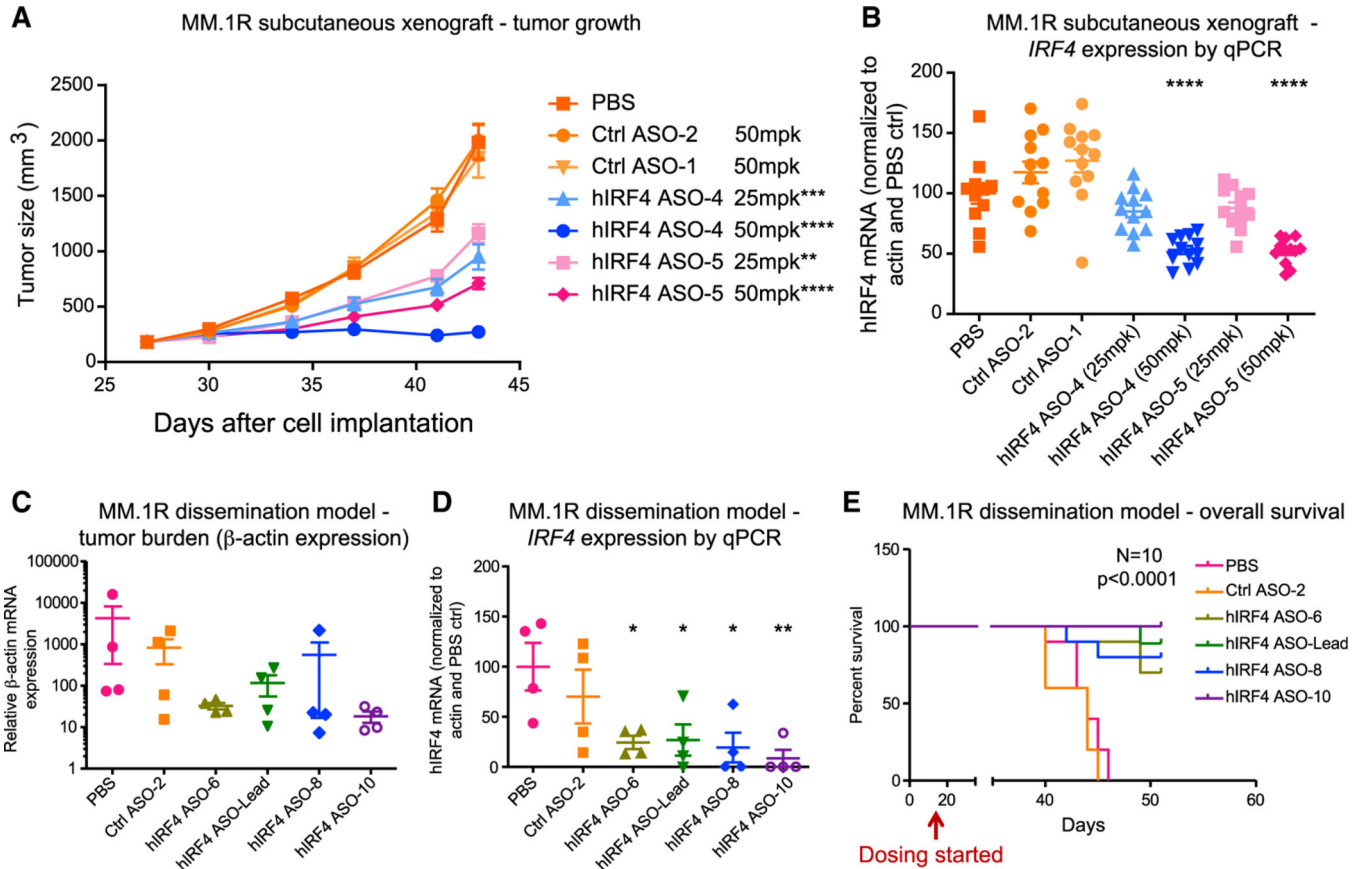 A
MM.1R subcutaneous xenograft - tumor growth
Tumor size (mm 3)
2500
2000
1500
1000
500
0
25 30 35 40 45
Days after cell implantation
PBS
Ctrl ASO-2 50mpk
Ctrl ASO-1 50mpk
hIRF4 ASO-4 25mpk***
hIRF4 ASO-4 50mpk****
hIRF4 ASO-5 25mpk**
hIRF4 ASO-5 50mpk****
B
MM.1R subcutaneous xenograft -
IRF4 expression by qPCR
hIRF4 mRNA (normalized to
actin and PBS ctrl)
200
150
100
50
0
**** ****
PBS
Ctrl ASO-2
Ctrl ASO-1
hIRF4 ASO-4 (25mpk)
hIRF4 ASO-4 (50mpk)
hIRF4 ASO-5 (25mpk)
hIRF4 ASO-5 (50mpk)
C
MM.1R dissemination model -
tumor burden (β-actin expression)
Relative β-actin mRNA
expression
100000
10000
1000
100
10
1
PBS
Ctrl ASO-2
hIRF4 ASO-6
hIRF4 ASO-Lead
hIRF4 ASO-8
hIRF4 ASO-10
D
MM.1R dissemination model -
IRF4 expression by qPCR
hIRF4 mRNA (normalized to
actin and PBS ctrl)
200
150
100
50
0
* * * **
PBS
Ctrl ASO-2
hIRF4 ASO-6
hIRF4 ASO-Lead
hIRF4 ASO-8
hIRF4 ASO-10
E
MM.1R dissemination model - overall survival
Percent survival
150
100
50
0
N=10
p<0.0001
PBS
Ctrl ASO-2
hIRF4 ASO-6
hIRF4 ASO-Lead
hIRF4 ASO-8
hIRF4 ASO-10
0 20 40 50 60
Days
Dosing started